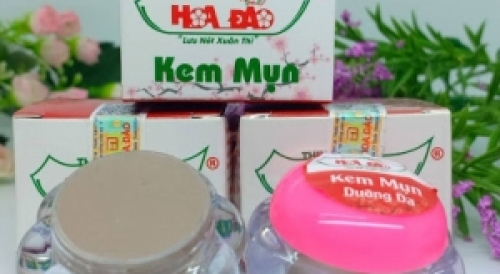 HOA ĐÀO
®
"Lưu Nét Xuân Thì"
Kem Mụn
®
®
HOA ĐÀO
Kem Mụn
Dưỡng Da